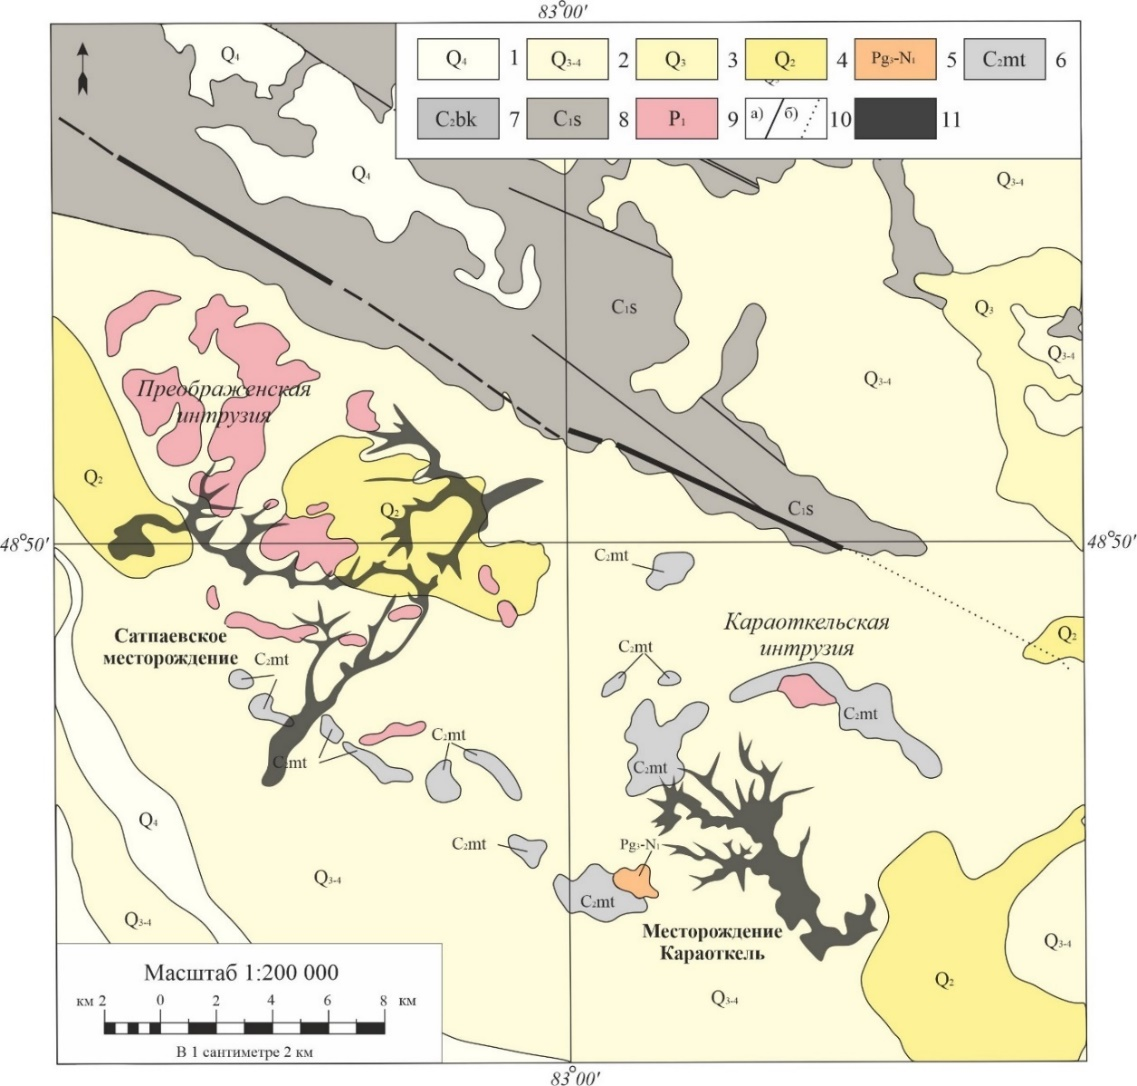 83°00'
Q₄ 1 Q₃₋₄ 2 Q₃ 3 Q₂ 4 Pg₃-N₁ 5 C₂mt 6
C₂bk 7 C₁s 8 P₁ 9 а) б) 10 11
Q₄
Q₄
Q₃₋₄
C₁s
Q₃
Q₃₋₄
Q₃₋₄
Преображенская
интрузия
Q₂
Q₂
C₁s
48°50'
48°50'
C₂mt
Караоткельская
интрузия
Q₂
Сатпаевское
месторождение
C₂mt
C₂mt
C₂mt
C₂mt
C₂mt
C₂mt
Q₄
C₂mt
Pg₃-N₁
Q₃₋₄
C₂mt
Q₃₋₄
Месторождение
Караоткель
Q₃₋₄
Q₂
Q₃₋₄
Масштаб 1:200 000
км 2 0 2 4 6 8 км
В 1 сантиметре 2 км
83°00'